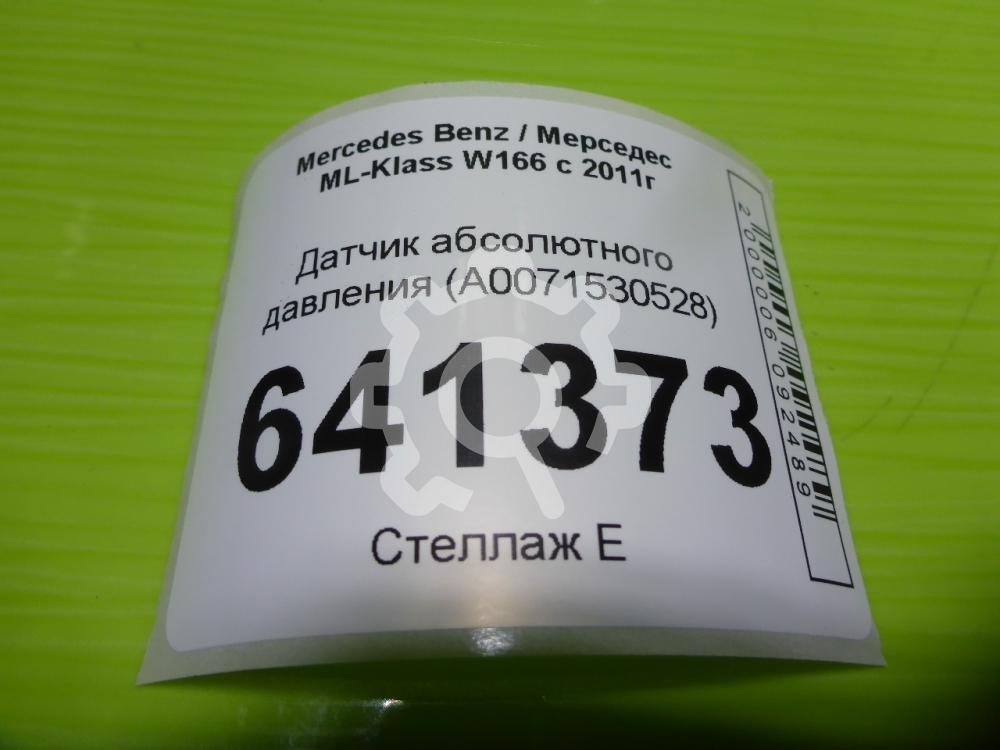 Mercedes Benz / Мерседес
ML-Klass W166 с 2011г
Датчик абсолютного
давления (A0071530528)
641373
Стеллаж Е
2000006092489